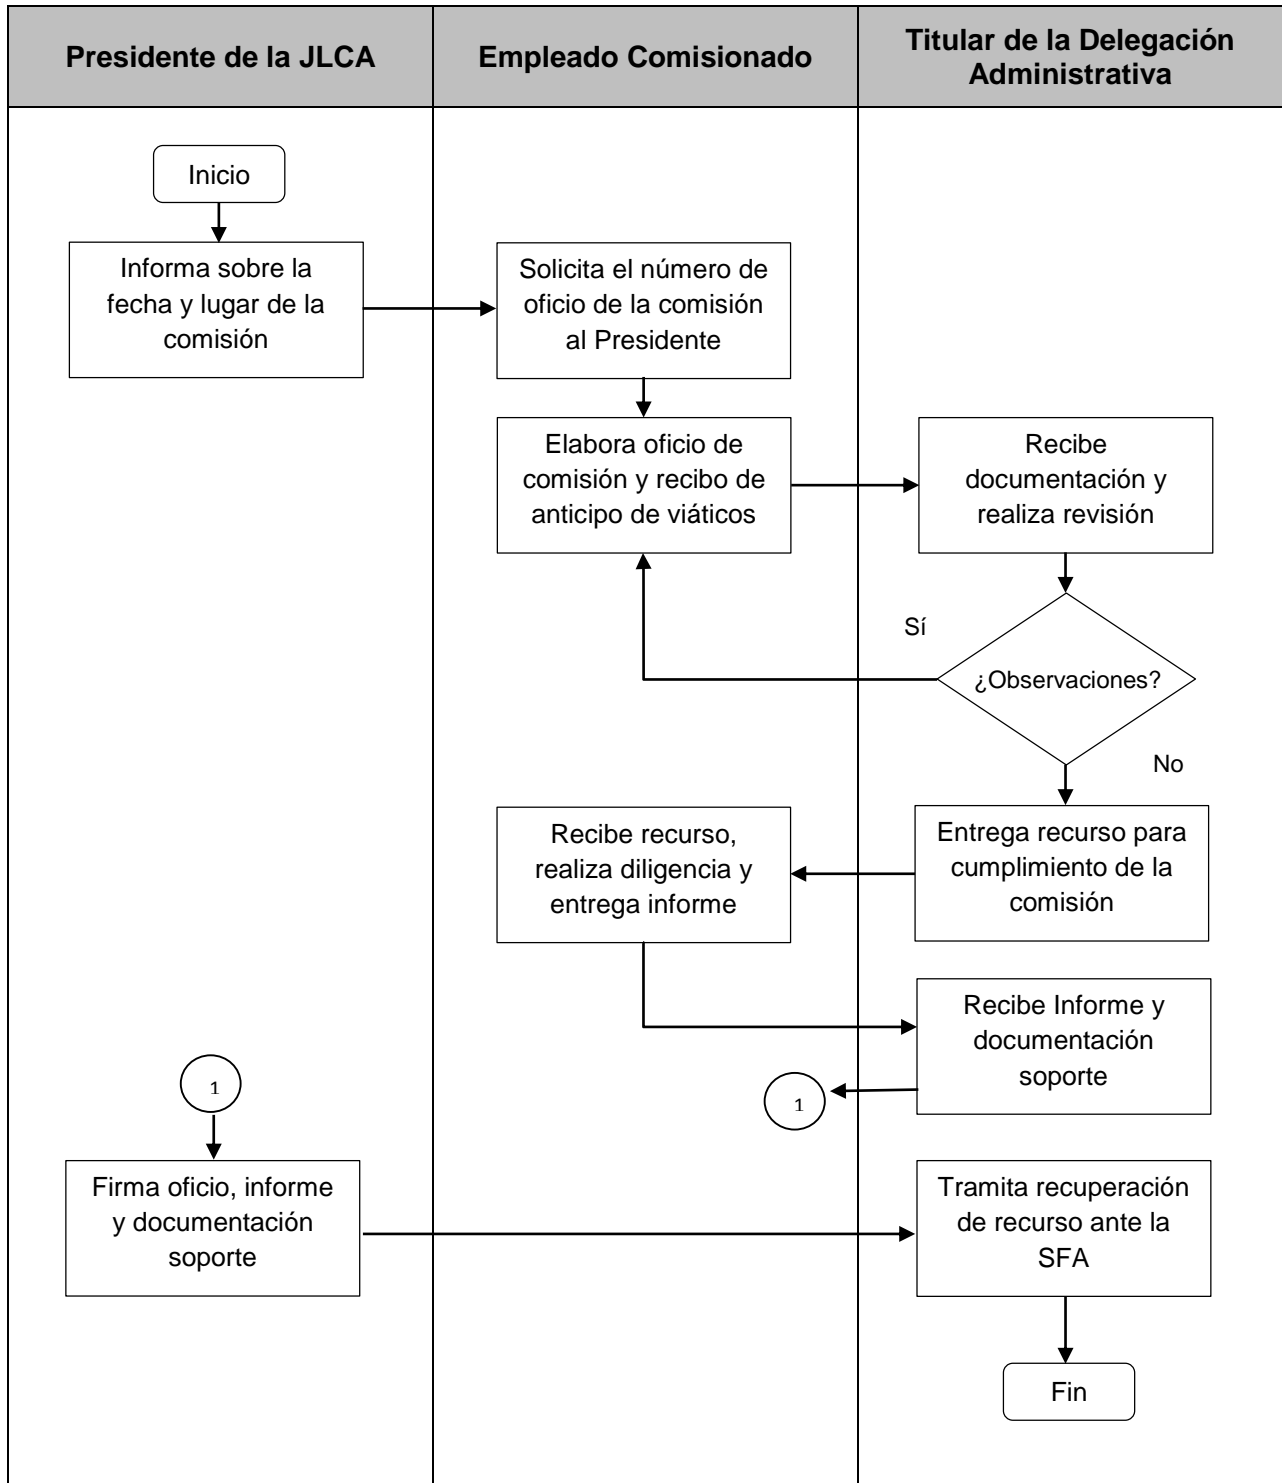 Presidente de la JLCA
Empleado Comisionado
Titular de la Delegación
Administrativa
Inicio
Informa sobre la
fecha y lugar de la
comisión
Solicita el número de
oficio de la comisión
al Presidente
Elabora oficio de
comisión y recibo de
anticipo de viáticos
Recibe
documentación y
realiza revisión
Sí
¿Observaciones?
No
Entrega recurso para
cumplimiento de la
comisión
Recibe recurso,
realiza diligencia y
entrega informe
Recibe Informe y
documentación
soporte
1
1
Firma oficio, informe
y documentación
soporte
Tramita recuperación
de recurso ante la
SFA
Fin